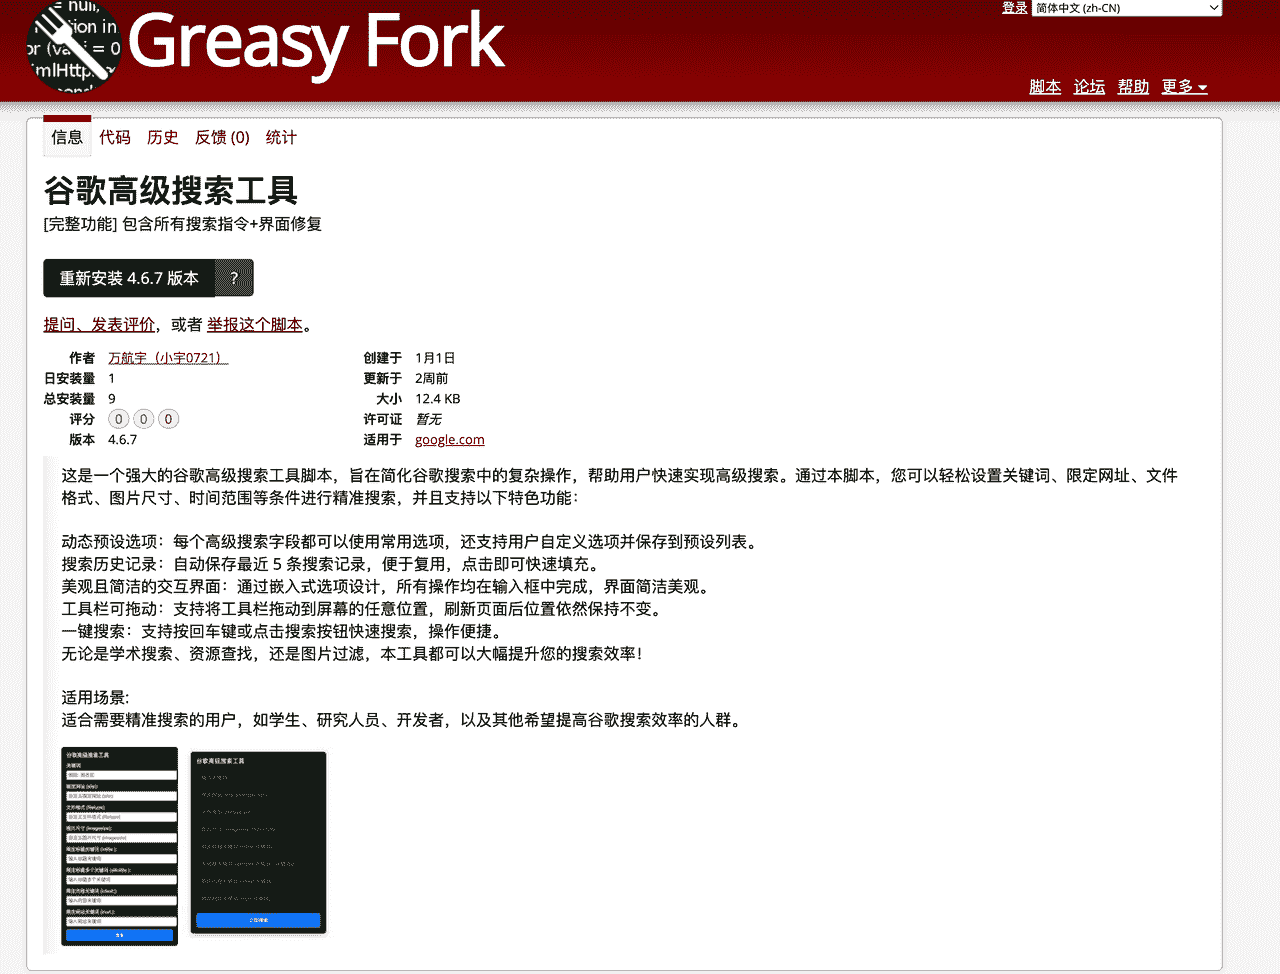 登录 简体中文 (zh-CN)
Greasy Fork
脚本 论坛 帮助 更多
信息 代码 历史 反馈 (0) 统计
谷歌高级搜索工具
[完整功能] 包含所有搜索指令+界面修复
重新安装 4.6.7 版本 ?
提问、发表评价，或者 举报这个脚本。
作者 万航宇（小宇0721） 创建于 1月1日
日安装量 1 更新于 2周前
总安装量 9 大小 12.4 KB
评分 0 0 0 许可证 暂无
版本 4.6.7 适用于 google.com
这是一个强大的谷歌高级搜索工具脚本，旨在简化谷歌搜索中的复杂操作，帮助用户快速实现高级搜索。通过本脚本，您可以轻松设置关键词、限定网址、文件
格式、图片尺寸、时间范围等条件进行精准搜索，并且支持以下特色功能：
动态预设选项：每个高级搜索字段都可以使用常用选项，还支持用户自定义选项并保存到预设列表。
搜索历史记录：自动保存最近 5 条搜索记录，便于复用，点击即可快速填充。
美观且简洁的交互界面：通过嵌入式选项设计，所有操作均在输入框中完成，界面简洁美观。
工具栏可拖动：支持将工具栏拖动到屏幕的任意位置，刷新页面后位置依然保持不变。
一键搜索：支持按回车键或点击搜索按钮快速搜索，操作便捷。
无论是学术搜索、资源查找，还是图片过滤，本工具都可以大幅提升您的搜索效率！
适用场景:
适合需要精准搜索的用户，如学生、研究人员、开发者，以及其他希望提高谷歌搜索效率的人群。
谷歌高级搜索工具
关键词
谷歌高级搜索工具